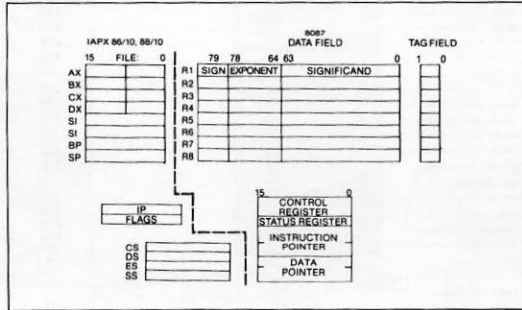 IAPX 86/10, 88/10
15 FILE: 0
AX
BX
CX
DX
SI
SI
BP
SP
IP
FLAGS
CS
DS
ES
SS
8087
DATA FIELD
79 78 64 63 0
R1 SIGN EXPONENT SIGNIFICAND
R2
R3
R4
R5
R6
R7
R8
TAG FIELD
1 0
15 0
CONTROL
REGISTER
STATUS REGISTER
INSTRUCTION
POINTER
DATA
POINTER